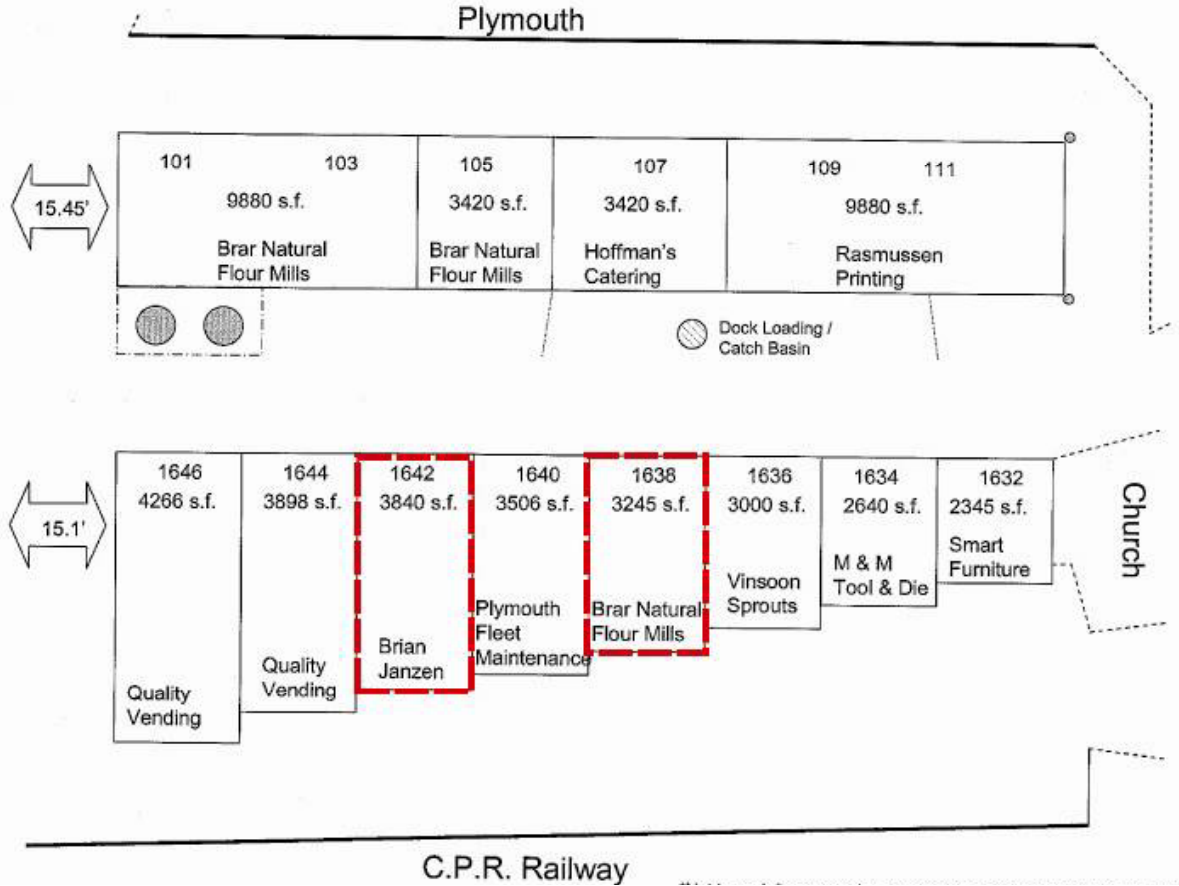 Plymouth
101 103 105 107 109 111
9880 s.f. 3420 s.f. 3420 s.f. 9880 s.f.
15.45'
Brar Natural
Flour Mills
Brar Natural
Flour Mills
Hoffman's
Catering
Rasmussen
Printing
Dock Loading /
Catch Basin
1646 1644 1642 1640 1638 1636 1634 1632
4266 s.f. 3898 s.f. 3840 s.f. 3506 s.f. 3245 s.f. 3000 s.f. 2640 s.f. 2345 s.f.
15.1'
Quality
Vending
Quality
Vending
Brian
Janzen
Plymouth
Fleet
Maintenance
Brar Natural
Flour Mills
Vinsoon
Sprouts
M & M
Tool & Die
Smart
Furniture
Church
C.P.R. Railway